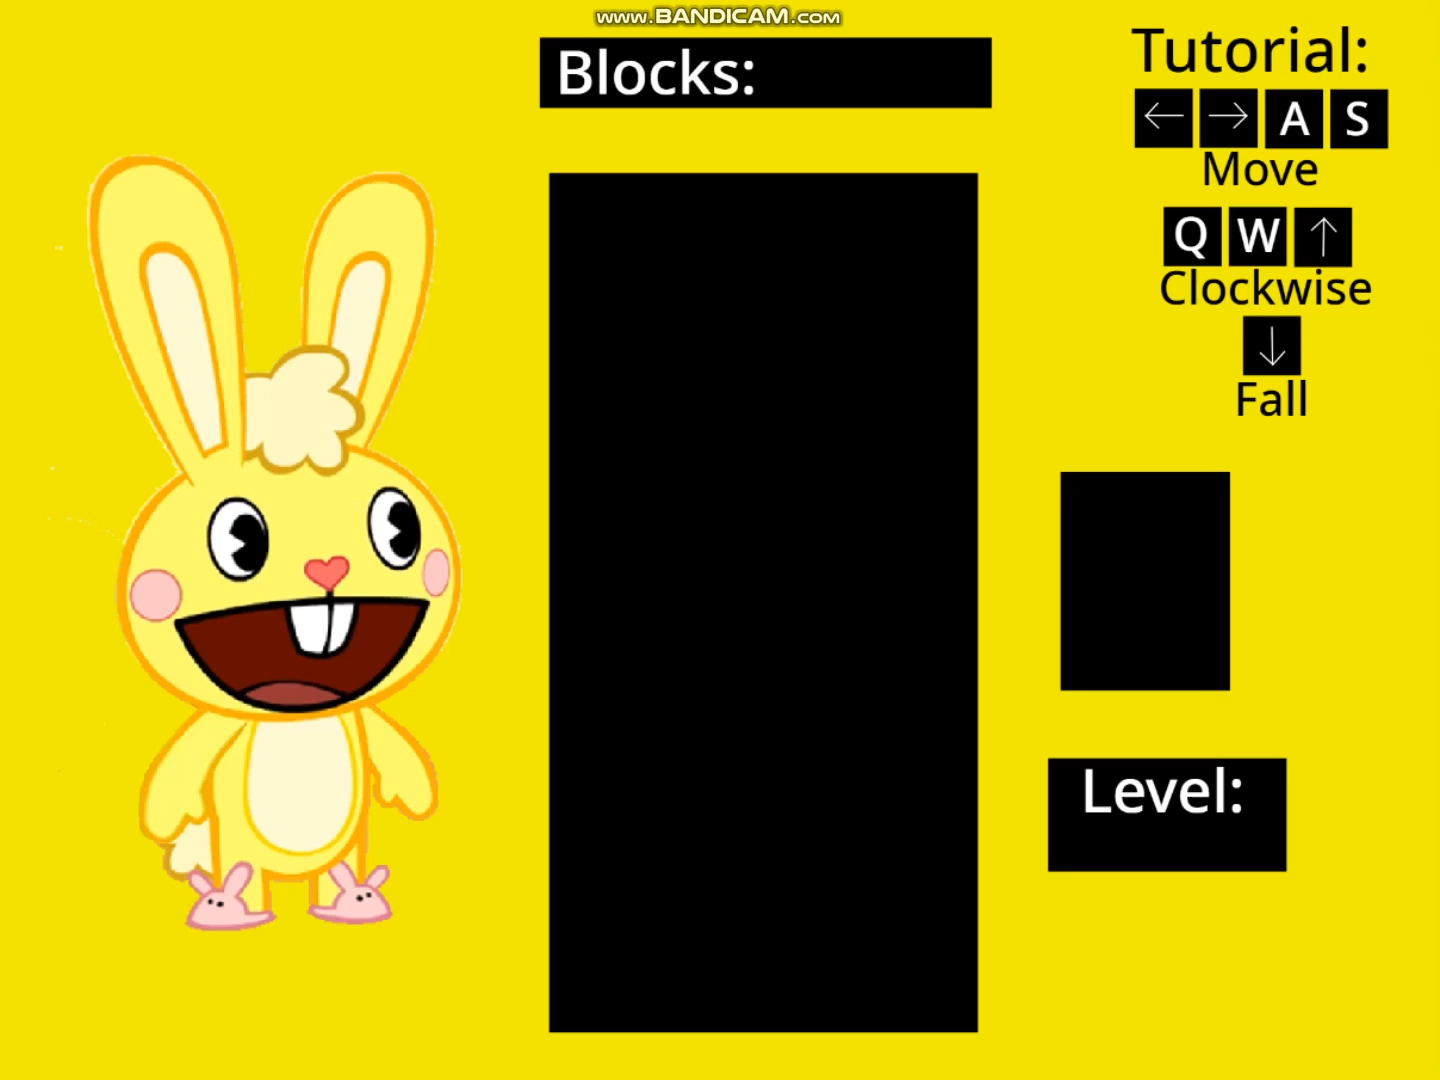 www.BANDICAM.com
Blocks:
Tutorial:
← → A S
Move
Q W ↑
Clockwise
↓
Fall
Level: